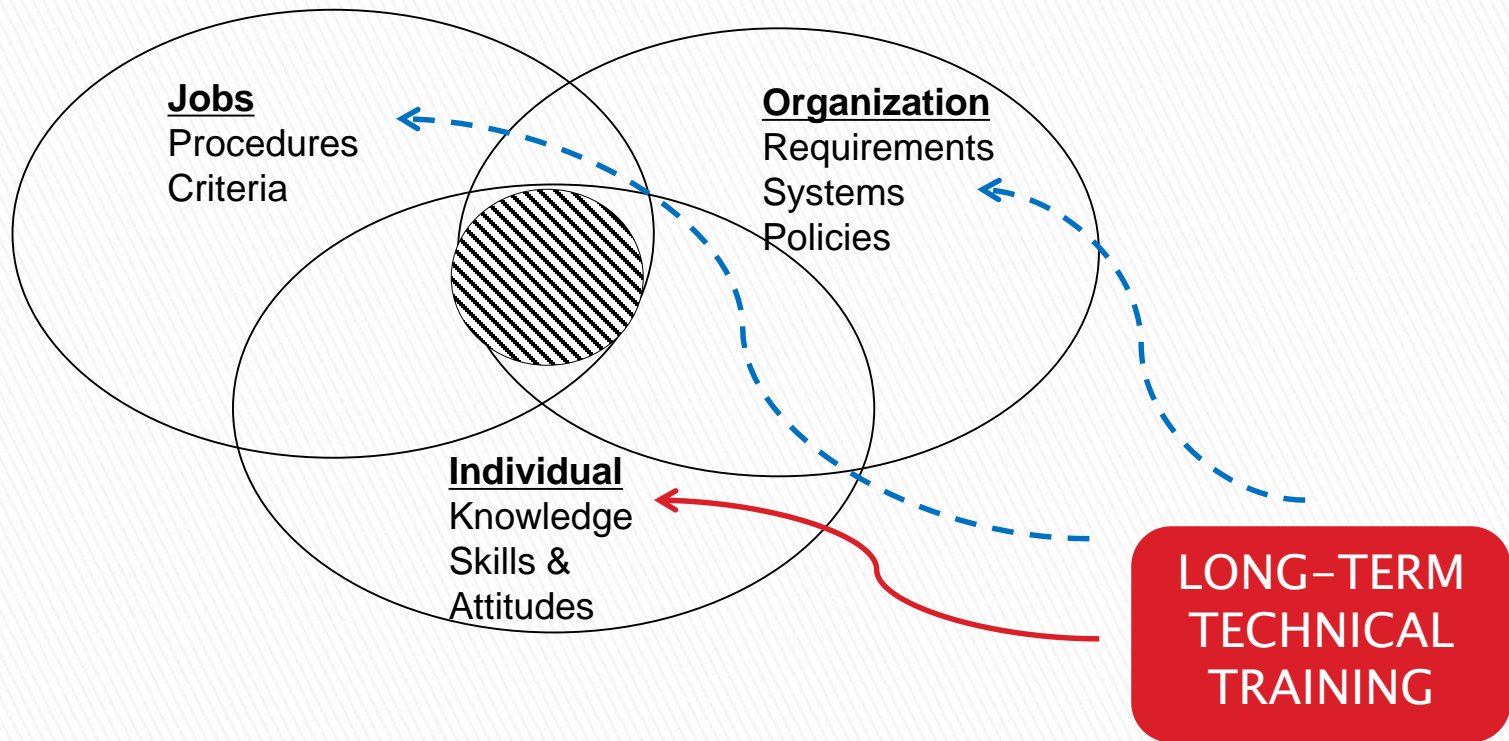 Jobs
Procedures
Criteria
Organization
Requirements
Systems
Policies
Individual
Knowledge
Skills &
Attitudes
LONG-TERM
TECHNICAL
TRAINING